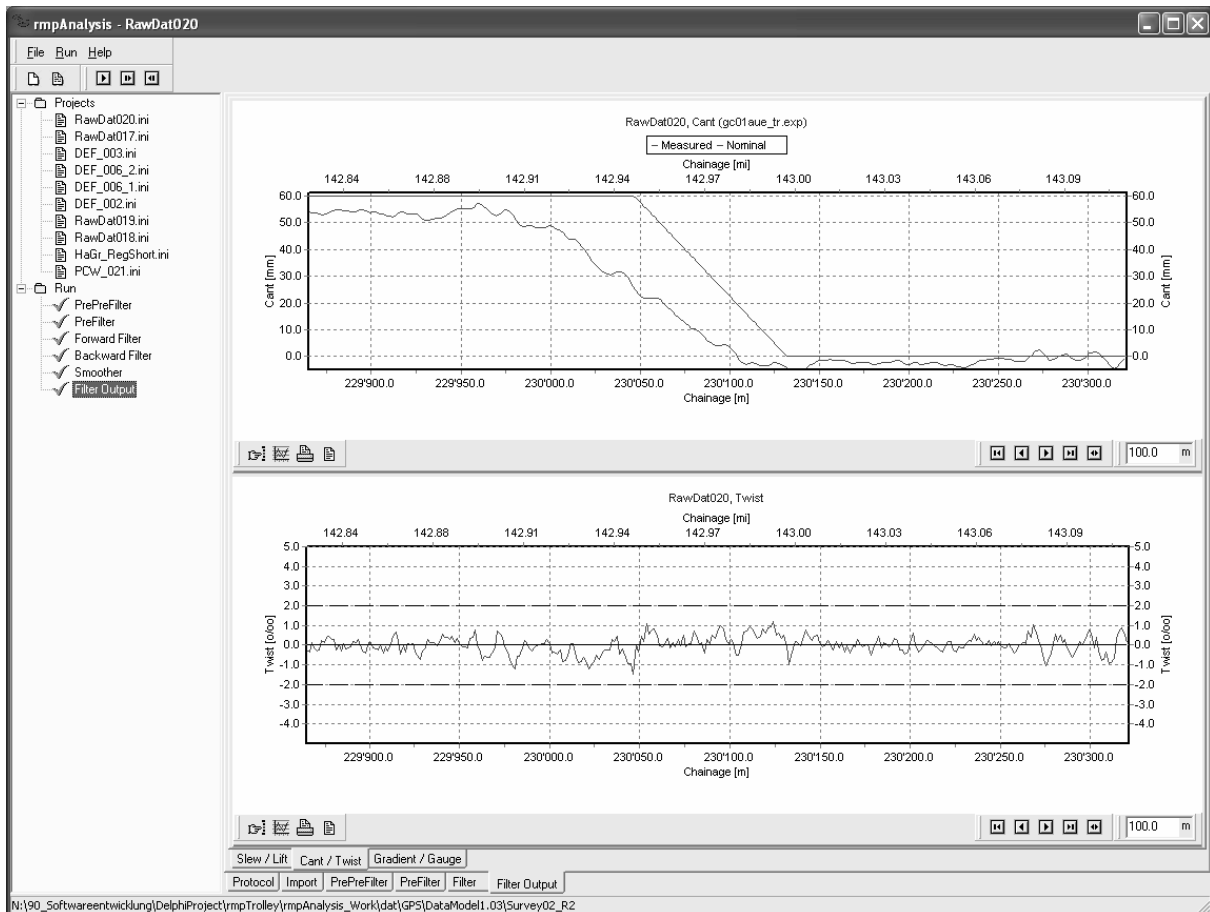 rmpAnalysis - RawDat020
File Run Help
Projects
RawDat020.ini
RawDat017.ini
DEF_003.ini
DEF_006_2.ini
DEF_006_1.ini
DEF_002.ini
RawDat019.ini
RawDat018.ini
HaGr_RegShort.ini
PCW_021.ini
Run
PrePreFilter
PreFilter
Forward Filter
Backward Filter
Smoother
Filter Output
RawDat020, Cant (gc01aue_tr.exp)
– Measured – Nominal
Chainage [mi]
142.84 142.88 142.91 142.94 142.97 143.00 143.03 143.06 143.09
60.0 60.0
50.0 50.0
40.0 40.0
30.0 30.0
20.0 20.0
10.0 10.0
0.0 0.0
Cant [mm]
Cant [mm]
229'900.0 229'950.0 230'000.0 230'050.0 230'100.0 230'150.0 230'200.0 230'250.0 230'300.0
Chainage [m]
100.0 m
RawDat020, Twist
Chainage [mi]
142.84 142.88 142.91 142.94 142.97 143.00 143.03 143.06 143.09
5.0 5.0
4.0 4.0
3.0 3.0
2.0 2.0
1.0 1.0
0.0 0.0
-1.0 -1.0
-2.0 -2.0
-3.0 -3.0
-4.0 -4.0
Twist [o/oo]
Twist [o/oo]
229'900.0 229'950.0 230'000.0 230'050.0 230'100.0 230'150.0 230'200.0 230'250.0 230'300.0
Chainage [m]
100.0 m
Slew / Lift Cant / Twist Gradient / Gauge
Protocol Import PrePreFilter PreFilter Filter Filter Output
N:\90_Softwareentwicklung\DelphiProject\rmpTrolley\rmpAnalysis_Work\dat\GPS\DataModel1.03\Survey02_R2